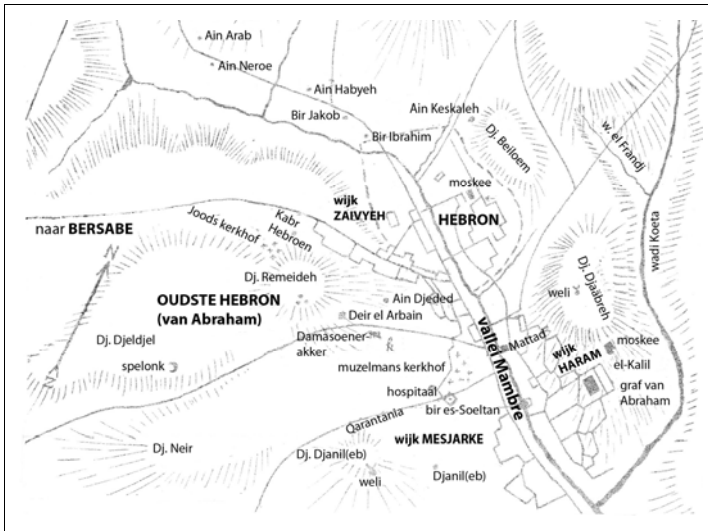 Ain Arab
Ain Neroe
Ain Habyeh
Bir Jakob
Ain Keskaleh
Bir Ibrahim
Dj. Beiloem
w. el Frandj
moskee
wijk
ZAIVYEH
HEBRON
naar BERSABE
Joods kerkhof
Kabr
Hebroen
wadi Koeta
Dj. Remeideh
Dj. Djaäbreh
weli
OUDSTE HEBRON
(van Abraham)
Ain Djeded
Deir el Arbain
vallei Mambre
Mattad
Dj. Djeldjel
Damasoener-
akker
wijk
HARAM
moskee
spelonk
muzelmans kerkhof
el-Kalil
hospitaal
graf van
Abraham
Qarantania
bir es-Soeltan
Dj. Neir
wijk MESJARKE
Dj. Djanil(eb)
weli
Djanil(eb)
N
Z